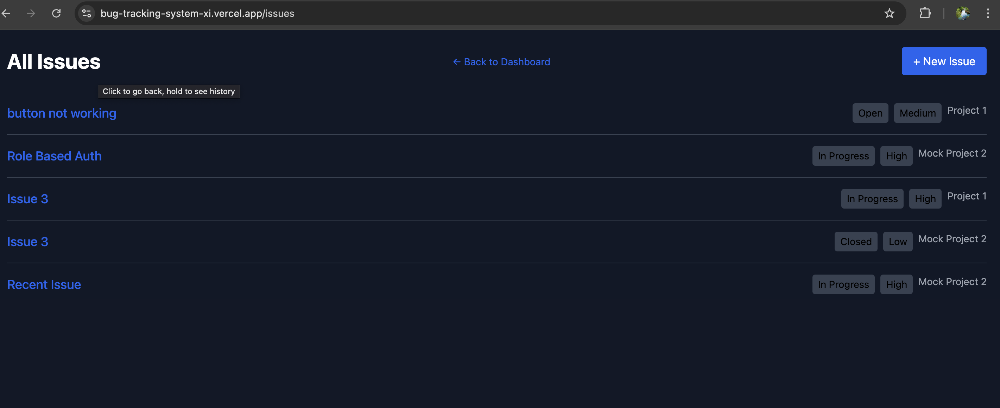 bug-tracking-system-xi.vercel.app/issues
All Issues
← Back to Dashboard
+ New Issue
Click to go back, hold to see history
button not working Open Medium Project 1
Role Based Auth In Progress High Mock Project 2
Issue 3 In Progress High Project 1
Issue 3 Closed Low Mock Project 2
Recent Issue In Progress High Mock Project 2